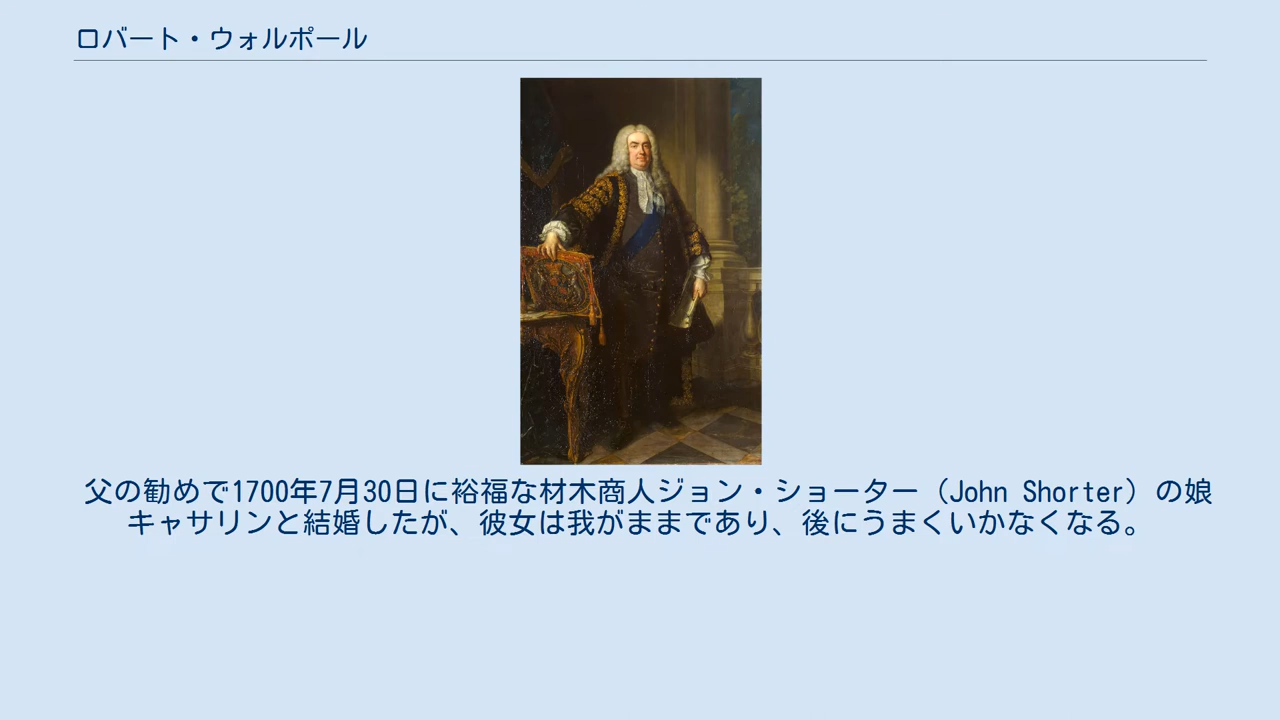 ロバート・ウォルポール
父の勧めで1700年7月30日に裕福な材木商人ジョン・ショーター（John Shorter）の娘
キャサリンと結婚したが、彼女は我がままであり、後にうまくいかなくなる。